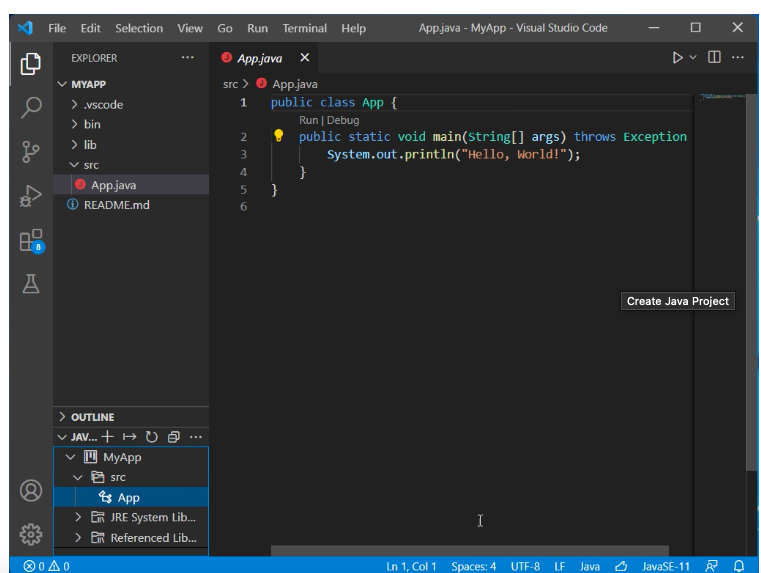 File Edit Selection View Go Run Terminal Help App.java - MyApp - Visual Studio Code
EXPLORER
MYAPP
.vscode
bin
lib
src
App.java
README.md
OUTLINE
JAV...
MyApp
src
App
JRE System Lib...
Referenced Lib...
8
App.java
src > App.java
1 public class App {
Run | Debug
2 public static void main(String[] args) throws Exception
3 System.out.println("Hello, World!");
4 }
5 }
6
Create Java Project
0 0 Ln 1, Col 1 Spaces: 4 UTF-8 LF Java JavaSE-11